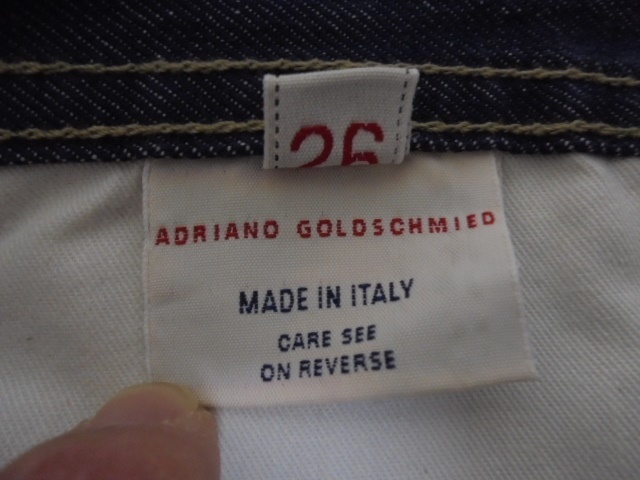 26
ADRIANO GOLDSCHMIED
MADE IN ITALY
CARE SEE
ON REVERSE